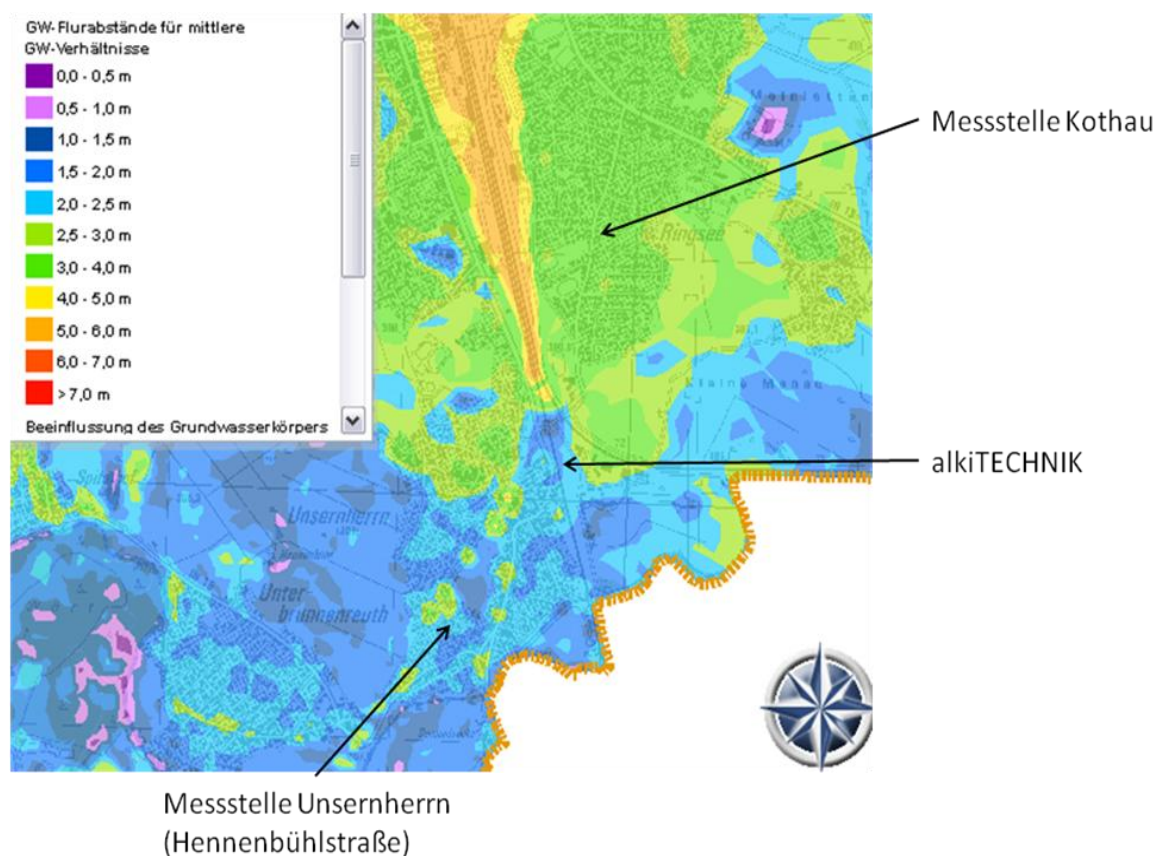 GW-Flurabstände für mittlere
GW-Verhältnisse
0,0 - 0,5 m
0,5 - 1,0 m
1,0 - 1,5 m
1,5 - 2,0 m
2,0 - 2,5 m
2,5 - 3,0 m
3,0 - 4,0 m
4,0 - 5,0 m
5,0 - 6,0 m
6,0 - 7,0 m
>7,0 m
Beeinflussung des Grundwasserkörpers
Messstelle Kothau
Ringsee
Kleine Manau
alkiTECHNIK
Unsernherrn
Unter
brunnenreuth
Messstelle Unsernherrn
(Hennenbühlstraße)